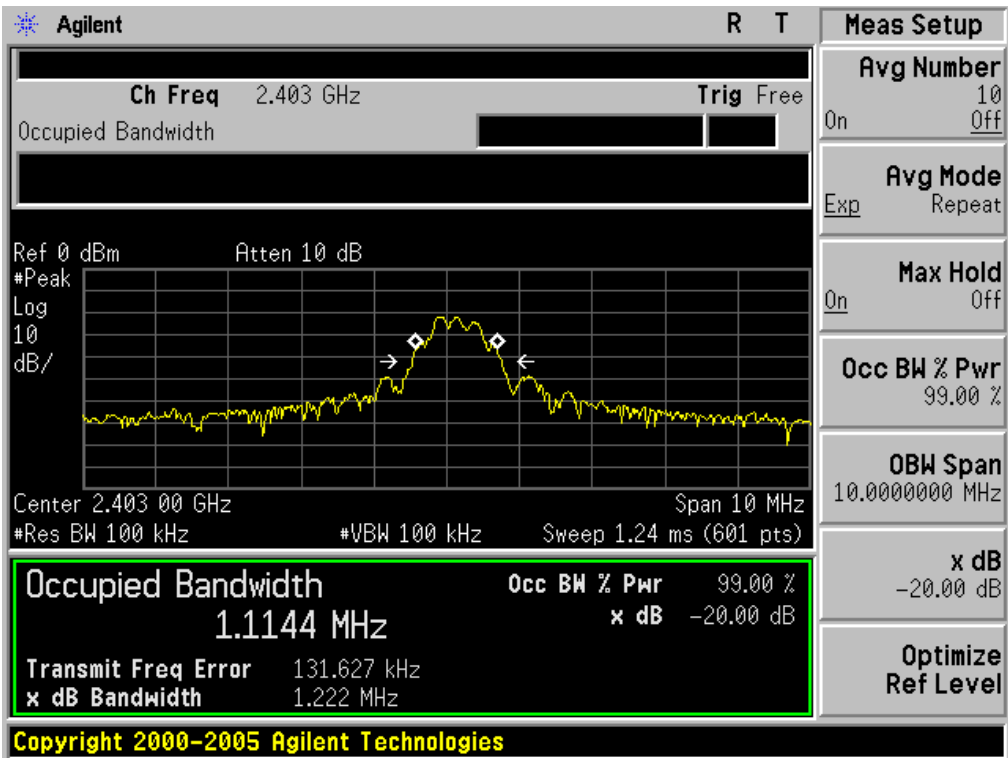 Agilent R T
Ch Freq 2.403 GHz Trig Free
Occupied Bandwidth
Ref 0 dBm Atten 10 dB
#Peak
Log
10
dB/
Center 2.403 00 GHz Span 10 MHz
#Res BW 100 kHz #VBW 100 kHz Sweep 1.24 ms (601 pts)
Occupied Bandwidth Occ BW % Pwr 99.00 %
1.1144 MHz x dB -20.00 dB
Transmit Freq Error 131.627 kHz
x dB Bandwidth 1.222 MHz
Copyright 2000-2005 Agilent Technologies
Meas Setup
Avg Number
10
On Off
Avg Mode
Exp Repeat
Max Hold
On Off
Occ BW % Pwr
99.00 %
OBW Span
10.0000000 MHz
x dB
-20.00 dB
Optimize
Ref Level